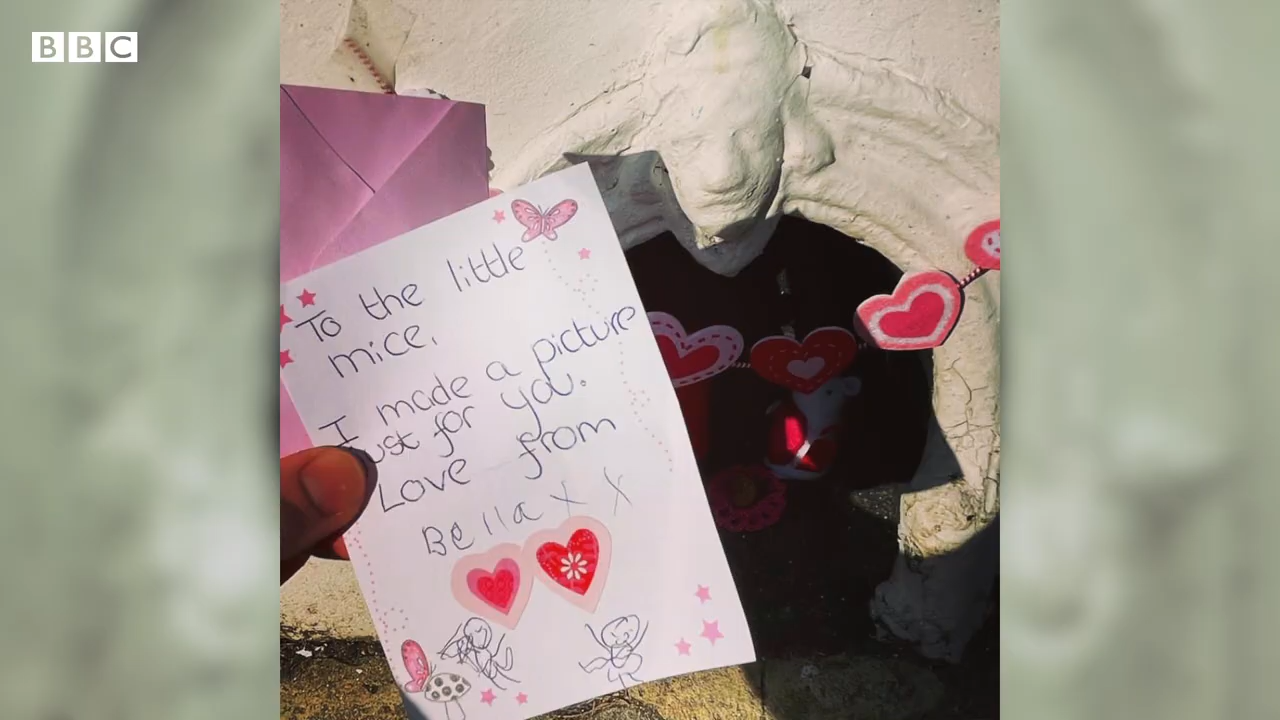 BBC
To the little
mice,
I made a picture
just for you.
Love from
Bella x x